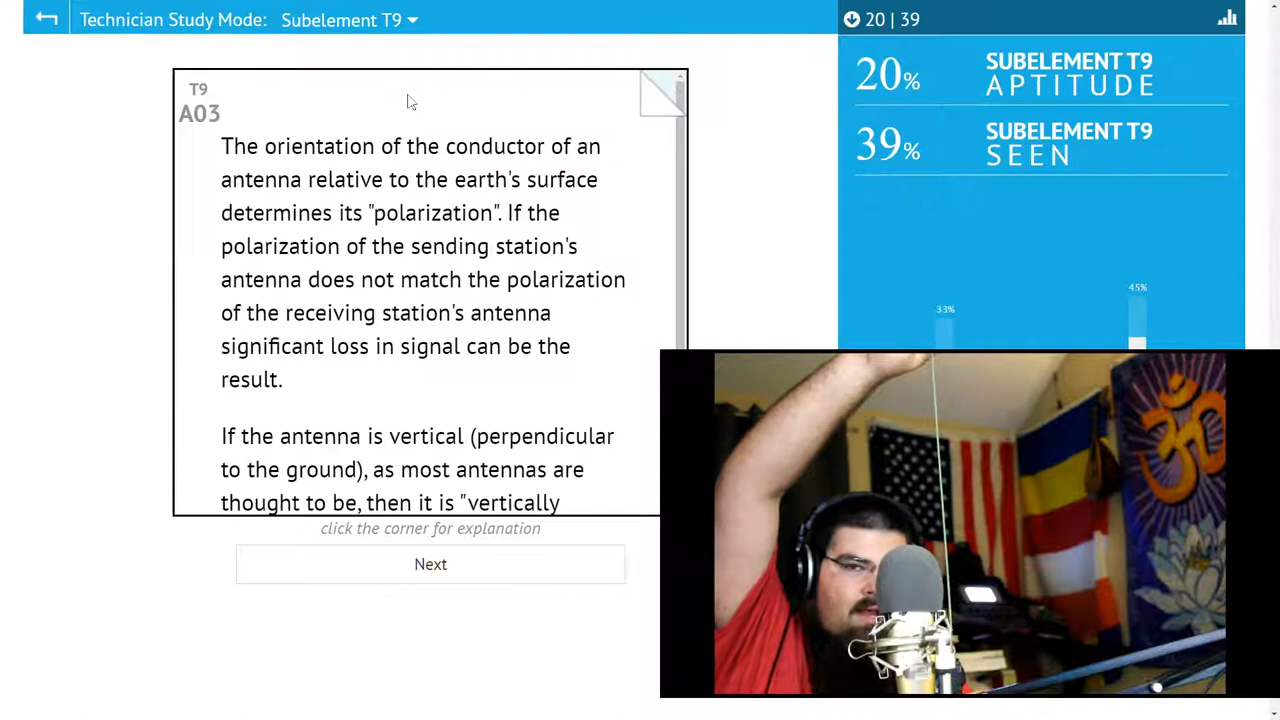 Technician Study Mode: Subelement T9
20 | 39
T9
A03
The orientation of the conductor of an
antenna relative to the earth's surface
determines its "polarization". If the
polarization of the sending station's
antenna does not match the polarization
of the receiving station's antenna
significant loss in signal can be the
result.
If the antenna is vertical (perpendicular
to the ground), as most antennas are
thought to be, then it is "vertically
click the corner for explanation
Next
20%
SUBELEMENT T9
APTITUDE
39%
SUBELEMENT T9
SEEN
33%
45%
ॐ